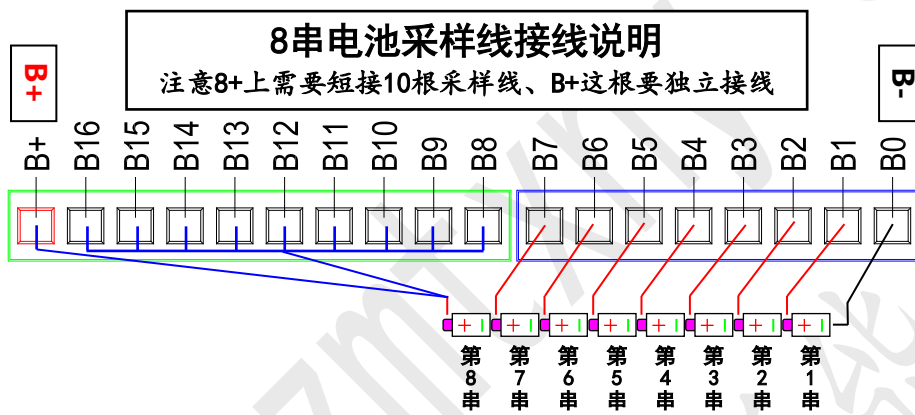 8串电池采样线接线说明
注意8+上需要短接10根采样线、B+这根要独立接线
B+
B-
B+ B16 B15 B14 B13 B12 B11 B10 B9 B8 B7 B6 B5 B4 B3 B2 B1 B0
第8串 第7串 第6串 第5串 第4串 第3串 第2串 第1串
zmtxny